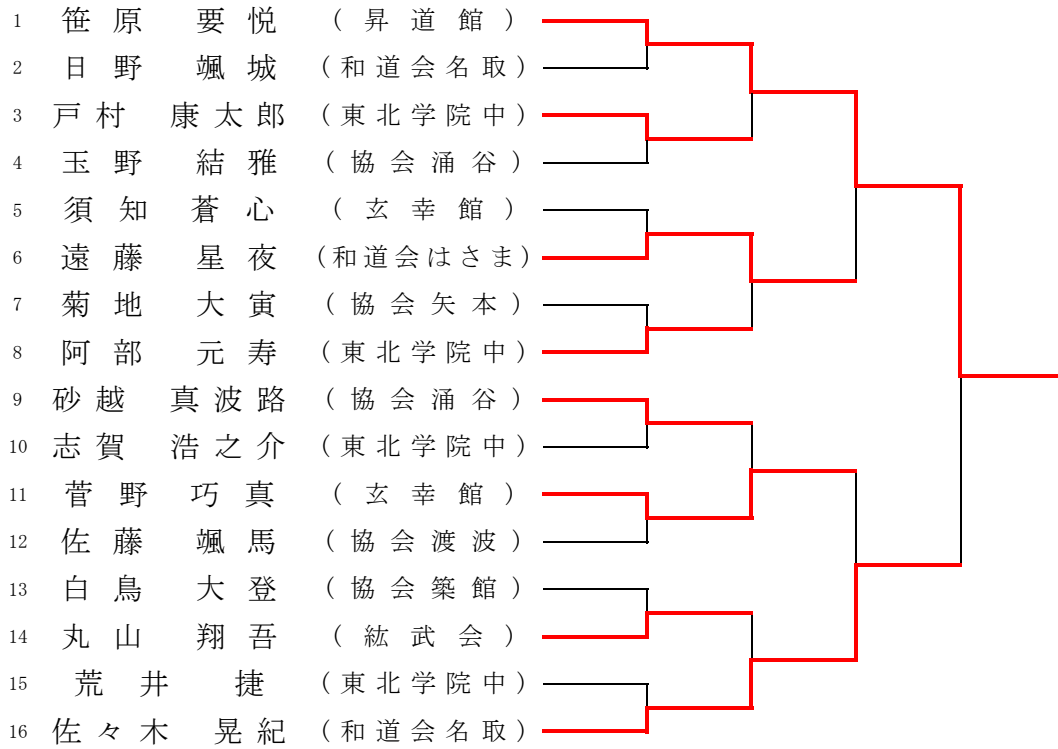 1 笹原 要悦 (昇道館)
2 日野 颯城 (和道会名取)
3 戸村 康太郎 (東北学院中)
4 玉野 結雅 (協会涌谷)
5 須知 蒼心 (玄幸館)
6 遠藤 星夜 (和道会はさま)
7 菊地 大寅 (協会矢本)
8 阿部 元寿 (東北学院中)
9 砂越 真波路 (協会涌谷)
10 志賀 浩之介 (東北学院中)
11 菅野 巧真 (玄幸館)
12 佐藤 颯馬 (協会渡波)
13 白鳥 大登 (協会築館)
14 丸山 翔吾 (紘武会)
15 荒井 捷 (東北学院中)
16 佐々木 晃紀 (和道会名取)